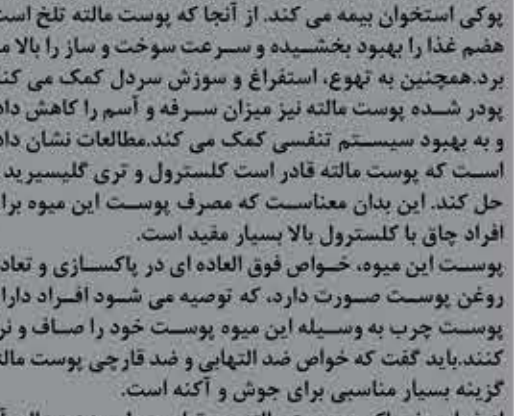 پوکی استخوان بیمه می کند. از آنجا که پوست مالته تلخ است
هضم غذا را بهبود بخشیده و سرعت سوخت و ساز را بالا
برد.همچنین به تهوع، استفراغ و سوزش سردل کمک می کند
پودر شده پوست مالته نیز میزان سرفه و آسم را کاهش داد
و به بهبود سیستم تنفسی کمک می کند.مطالعات نشان داد
است که پوست مالته قادر است کلسترول و تری گلیسیرید
حل کند. این بدان معناست که مصرف پوست این میوه برا
افراد چاق با کلسترول بالا بسیار مفید است.
پوست این میوه، خواص فوق العاده ای در پاکسازی و تعاد
روغن پوست صورت دارد، که توصیه می شود افراد دارا
پوست چرب به وسیله این میوه پوست خود را صاف و نر
کنند.باید گفت که خواص ضد التهابی و ضد قارچی پوست مالت
گزینه بسیار مناسبی برای جوش و آکنه است.